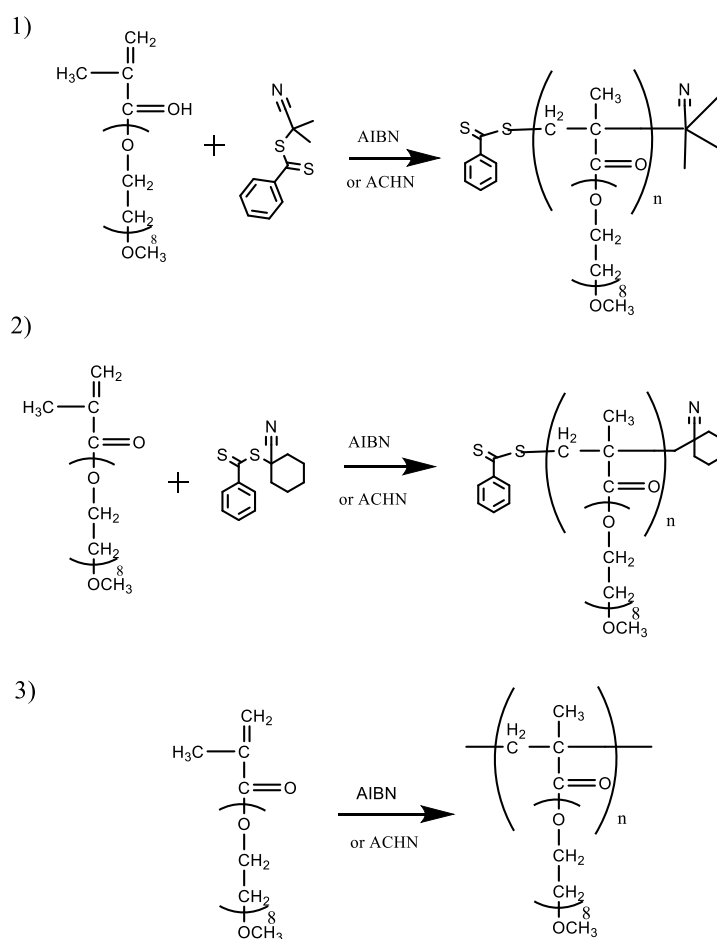 1)
CH2
H3C C
C OH
O
CH2
CH2
8
OCH3
+
N
S
S
AIBN
or ACHN
S S
H2
C
CH3
C
C O
O
n
CH2
CH2
8
OCH3
N
C
2)
CH2
H3C C
C O
O
CH2
CH2
8
OCH3
+
N
S S
AIBN
or ACHN
S S
H2
C
CH3
C
C O
O
n
CH2
CH2
8
OCH3
N
3)
CH2
H3C C
C O
O
CH2
CH2
8
OCH3
AIBN
or ACHN
H2
C
CH3
C
C O
O
n
CH2
CH2
8
OCH3